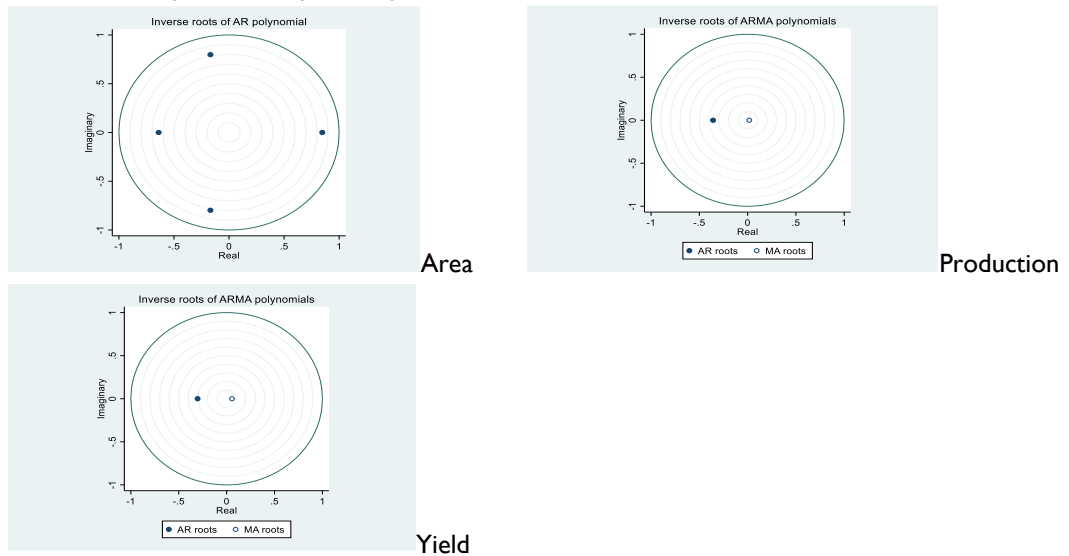 Inverse roots of AR polynomial
1
.5
0
-.5
-1
Imaginary
-1 -.5 0 .5 1
Real
Area
Inverse roots of ARMA polynomials
1
.5
0
-.5
-1
Imaginary
-1 -.5 0 .5 1
Real
AR roots MA roots
Production
Inverse roots of ARMA polynomials
1
.5
0
-.5
-1
Imaginary
-1 -.5 0 .5 1
Real
AR roots MA roots
Yield